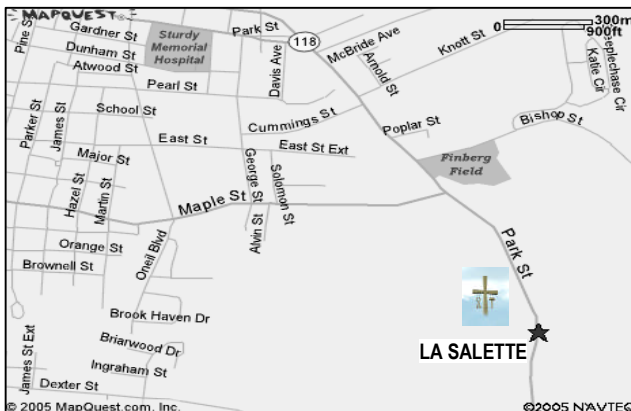 MAPQUEST
Gardner St
Dunham St
Atwood St
Pine St
Sturdy
Memorial
Hospital
Park St
118
McBride Ave
Knott St
0 300m
900ft
Katie Cir
Pearl St
Davis Ave
Arnold St
School St
Parker St
James St
Cummings St
Poplar St
Bishop St
East St
East St Ext
Major St
Finberg
Field
Hazel St
Martin St
Maple St
George St
Solomon St
Alvin St
Park St
Orange St
Brownell St
Oneil Blvd
Brook Haven Dr
Briarwood Dr
LA SALETTE
James St Ext
Ingraham St
Dexter St
© 2005 MapQuest.com, Inc.
©2005 NAVTEQ